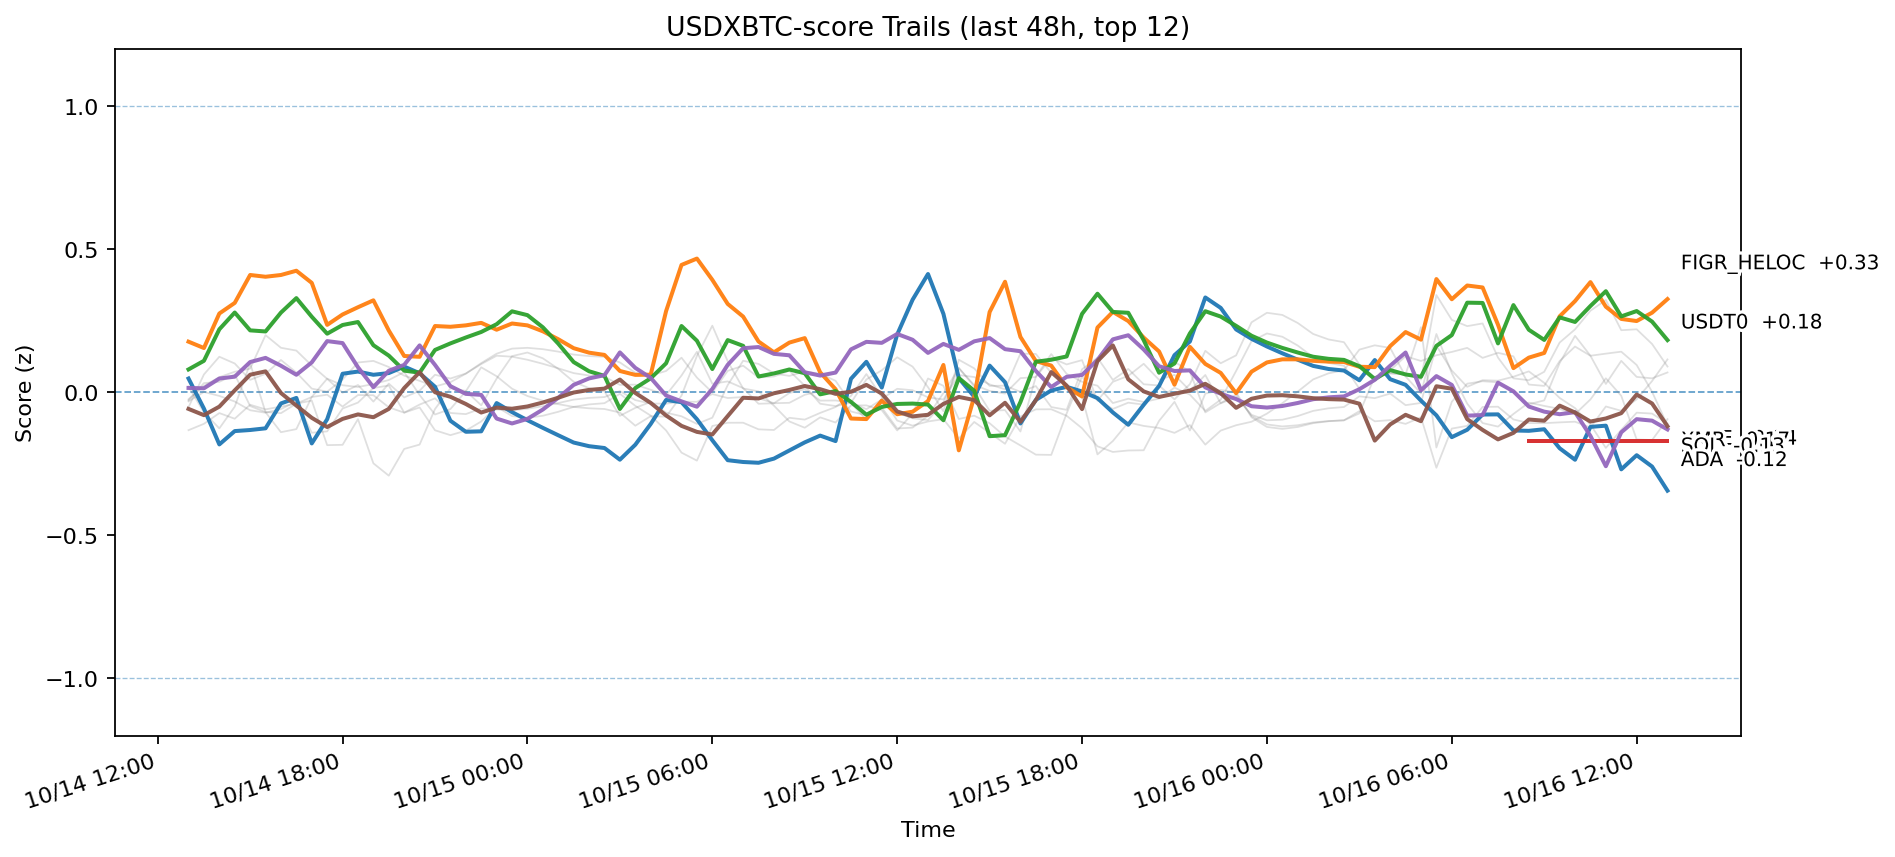 USDXBTC-score Trails (last 48h, top 12)
Score (z)
1.0
0.5
0.0
−0.5
−1.0
FIGR_HELOC +0.33
USDT0 +0.18
ADA -0.12
10/14 12:00
10/14 18:00
10/15 00:00
10/15 06:00
10/15 12:00
10/15 18:00
10/16 00:00
10/16 06:00
10/16 12:00
Time